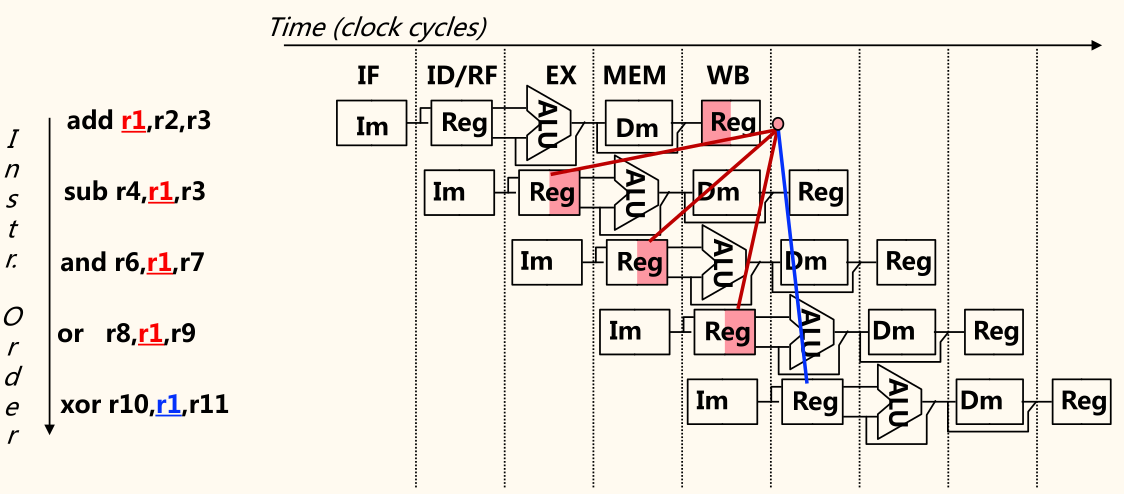 Time (clock cycles)
IF ID/RF EX MEM WB
Instr. Order
add r1,r2,r3
Im Reg ALU Dm Reg
sub r4,r1,r3
Im Reg ALU Dm Reg
and r6,r1,r7
Im Reg ALU Dm Reg
or r8,r1,r9
Im Reg ALU Dm Reg
xor r10,r1,r11
Im Reg ALU Dm Reg